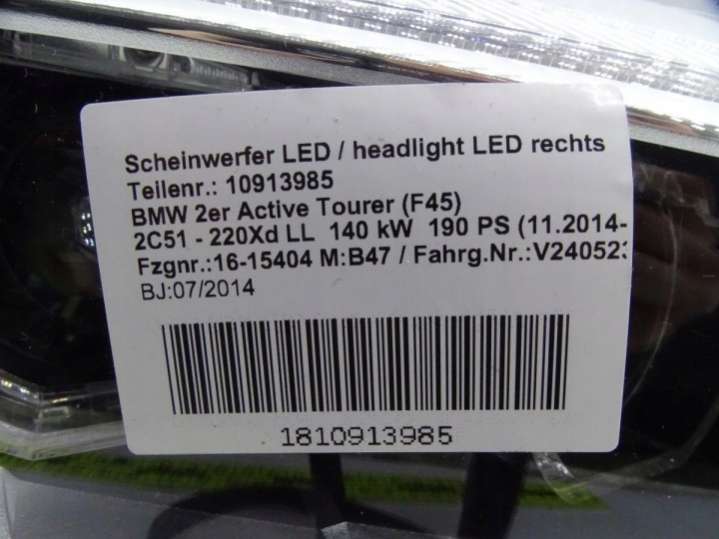 Scheinwerfer LED / headlight LED rechts
Teilenr.: 10913985
BMW 2er Active Tourer (F45)
2C51 - 220Xd LL 140 kW 190 PS (11.2014-
Fzgnr.:16-15404 M:B47 / Fahrg.Nr.:V24052
BJ:07/2014
1810913985